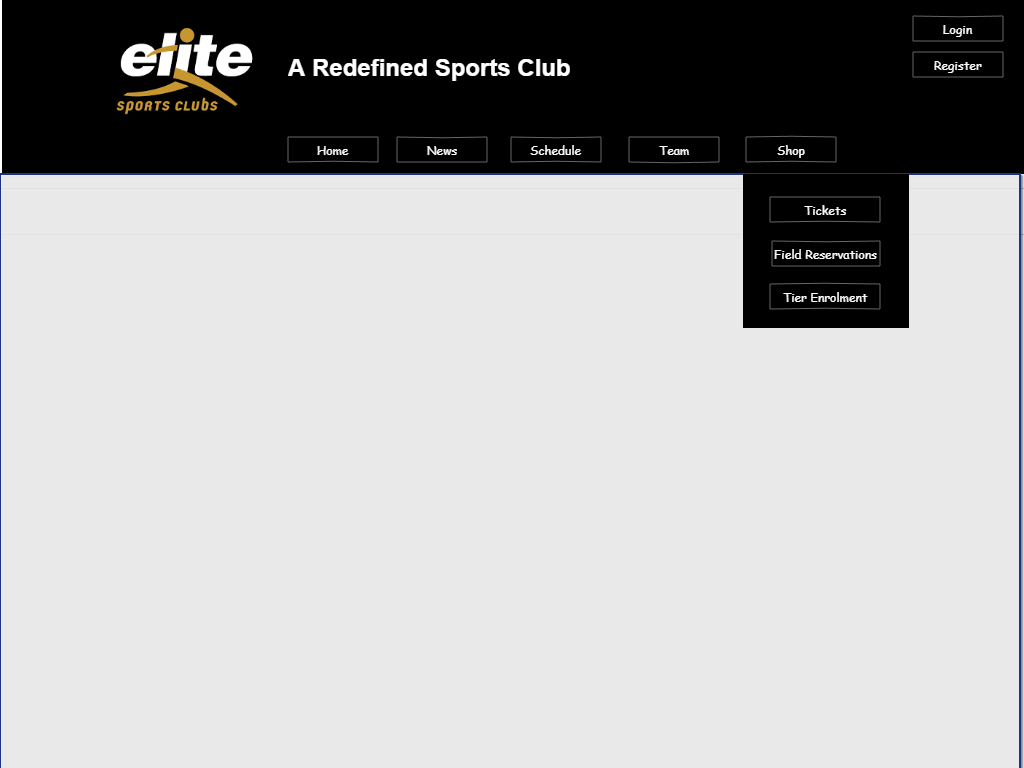 Login
elite
SPORTS CLUBS
A Redefined Sports Club
Register
Home News Schedule Team Shop
Tickets
Field Reservations
Tier Enrolment